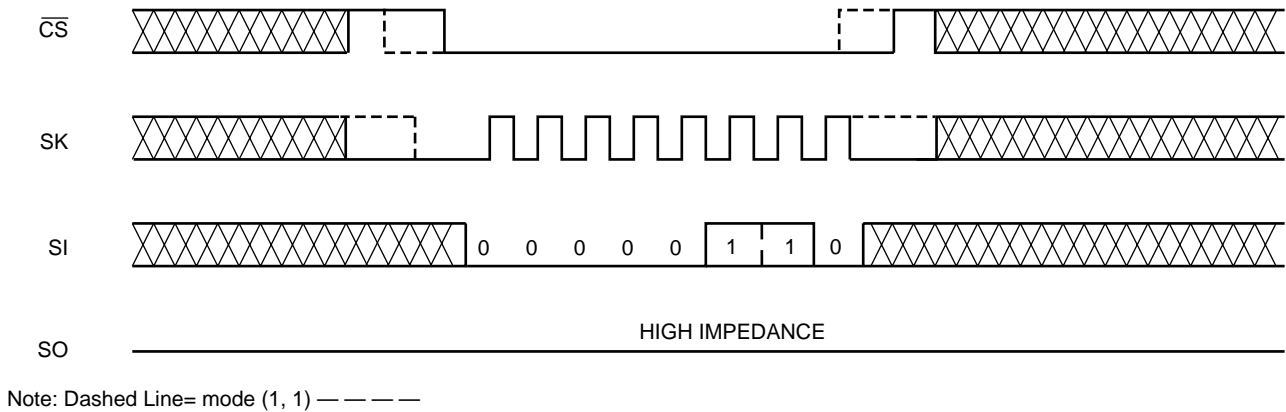 CS
SK
SI 0 0 0 0 0 1 1 0
HIGH IMPEDANCE
SO
Note: Dashed Line= mode (1, 1) — — — —